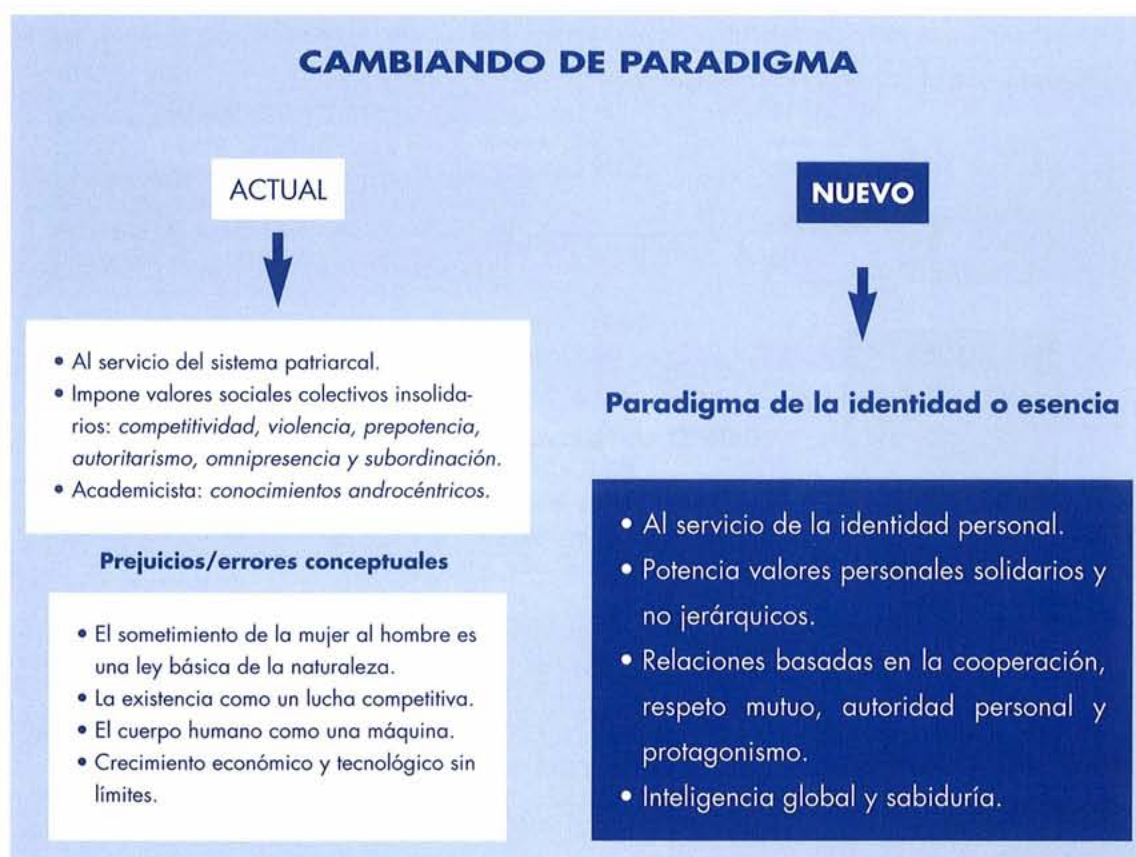 CAMBIANDO DE PARADIGMA
ACTUAL
• Al servicio del sistema patriarcal.
• Impone valores sociales colectivos insolida-
rios: competitividad, violencia, prepotencia,
autoritarismo, omnipresencia y subordinación.
• Academicista: conocimientos androcéntricos.
Prejuicios/errores conceptuales
• El sometimiento de la mujer al hombre es
una ley básica de la naturaleza.
• La existencia como un lucha competitiva.
• El cuerpo humano como una máquina.
• Crecimiento económico y tecnológico sin
límites.
NUEVO
Paradigma de la identidad o esencia
• Al servicio de la identidad personal.
• Potencia valores personales solidarios y
no jerárquicos.
• Relaciones basadas en la cooperación,
respeto mutuo, autoridad personal y
protagonismo.
• Inteligencia global y sabiduría.